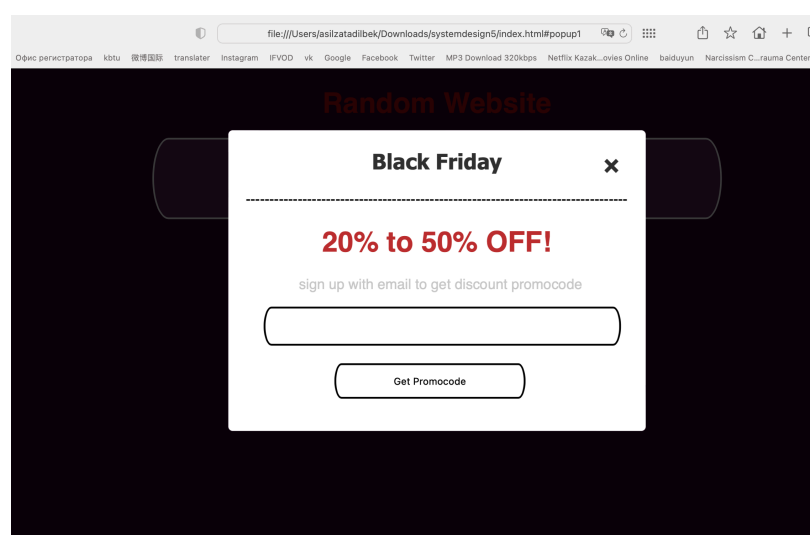 file:///Users/asilzatadilbek/Downloads/systemdesign5/index.html#popup1
Офис регистратора kbtu 微博国际 translater Instagram IFVOD vk Google Facebook Twitter MP3 Download 320kbps Netflix Kazak...ovies Online baiduyun Narcissism C...rauma Center
Random Website
Black Friday
×
--------------------------------------------------------------------------------
20% to 50% OFF!
sign up with email to get discount promocode
Get Promocode